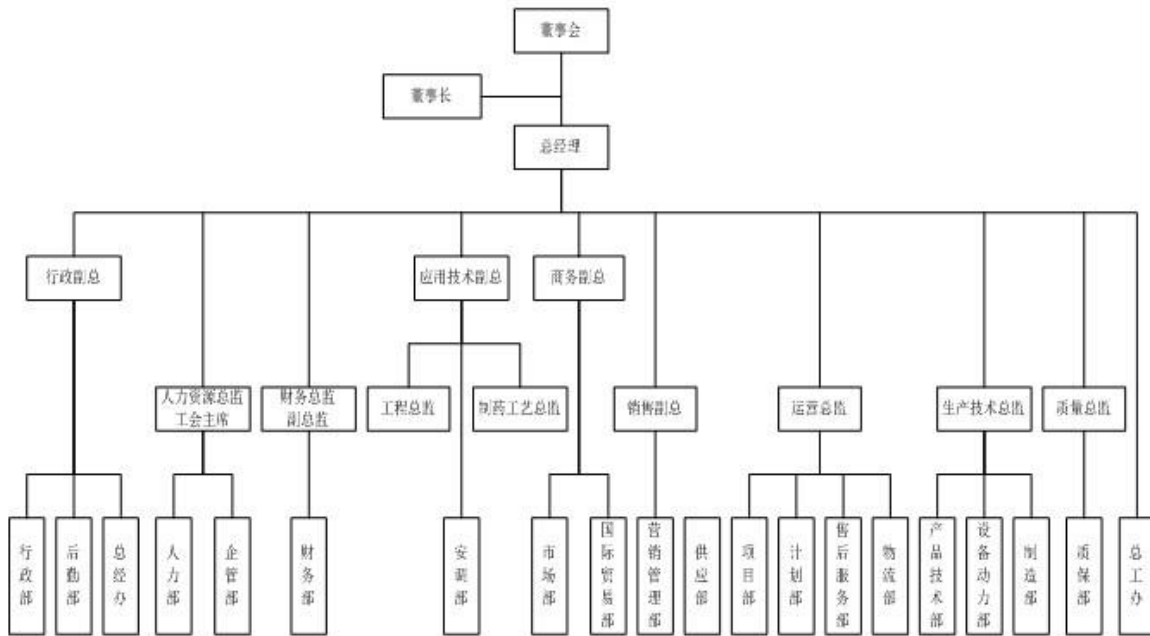 董事会
董事长
总经理
行政副总
应用技术副总
商务副总
人力资源总监
工会主席
财务总监
副总监
工程总监
制药工艺总监
销售副总
运营总监
生产技术总监
质量总监
行政部
后勤部
总经办
人力部
企管部
财务部
安调部
市场部
国际贸易部
营销管理部
供应部
项目部
计划部
售后服务部
物流部
产品技术部
设备动力部
制造部
质保部
总工办